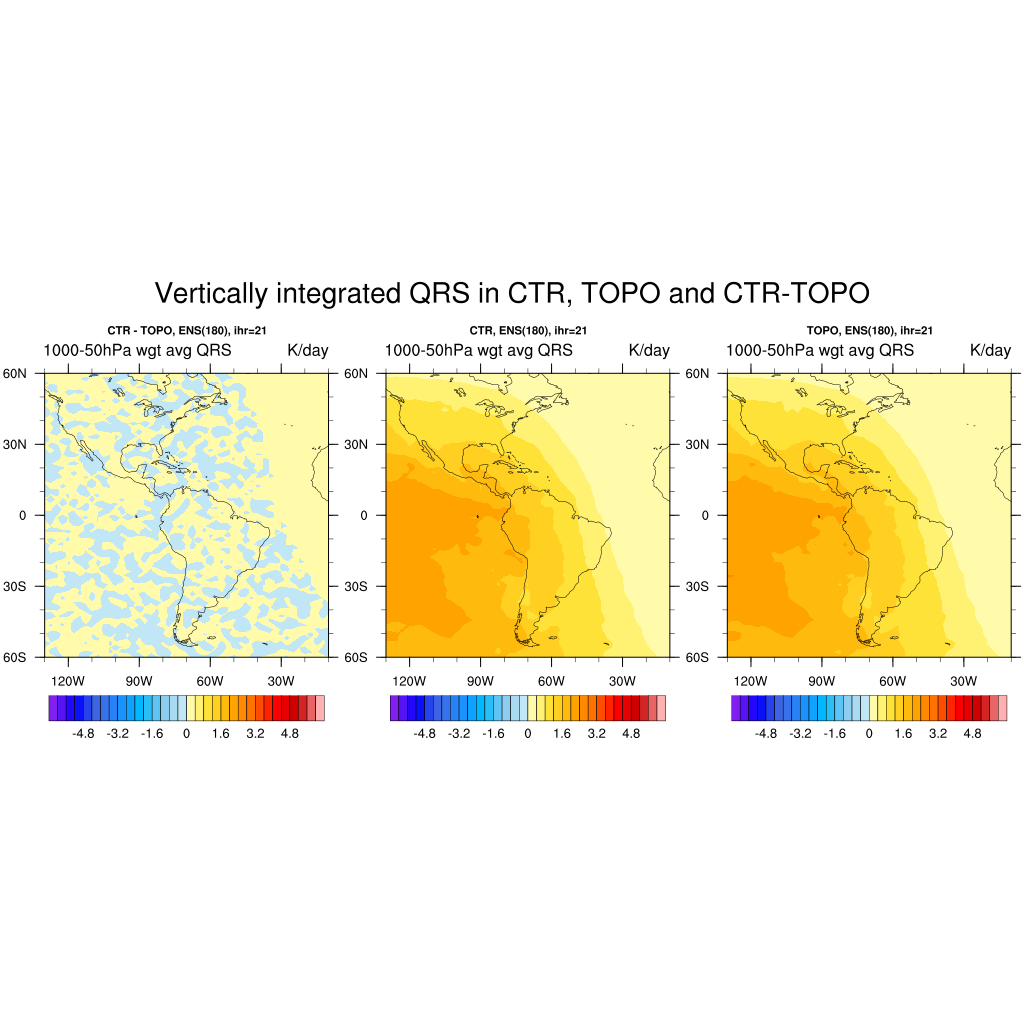 Vertically integrated QRS in CTR, TOPO and CTR-TOPO
CTR - TOPO, ENS(180), ihr=21
1000-50hPa wgt avg QRS K/day
60N
30N
0
30S
60S
120W 90W 60W 30W
-4.8 -3.2 -1.6 0 1.6 3.2 4.8
CTR, ENS(180), ihr=21
1000-50hPa wgt avg QRS K/day
60N
30N
0
30S
60S
120W 90W 60W 30W
-4.8 -3.2 -1.6 0 1.6 3.2 4.8
TOPO, ENS(180), ihr=21
1000-50hPa wgt avg QRS K/day
60N
30N
0
30S
60S
120W 90W 60W 30W
-4.8 -3.2 -1.6 0 1.6 3.2 4.8